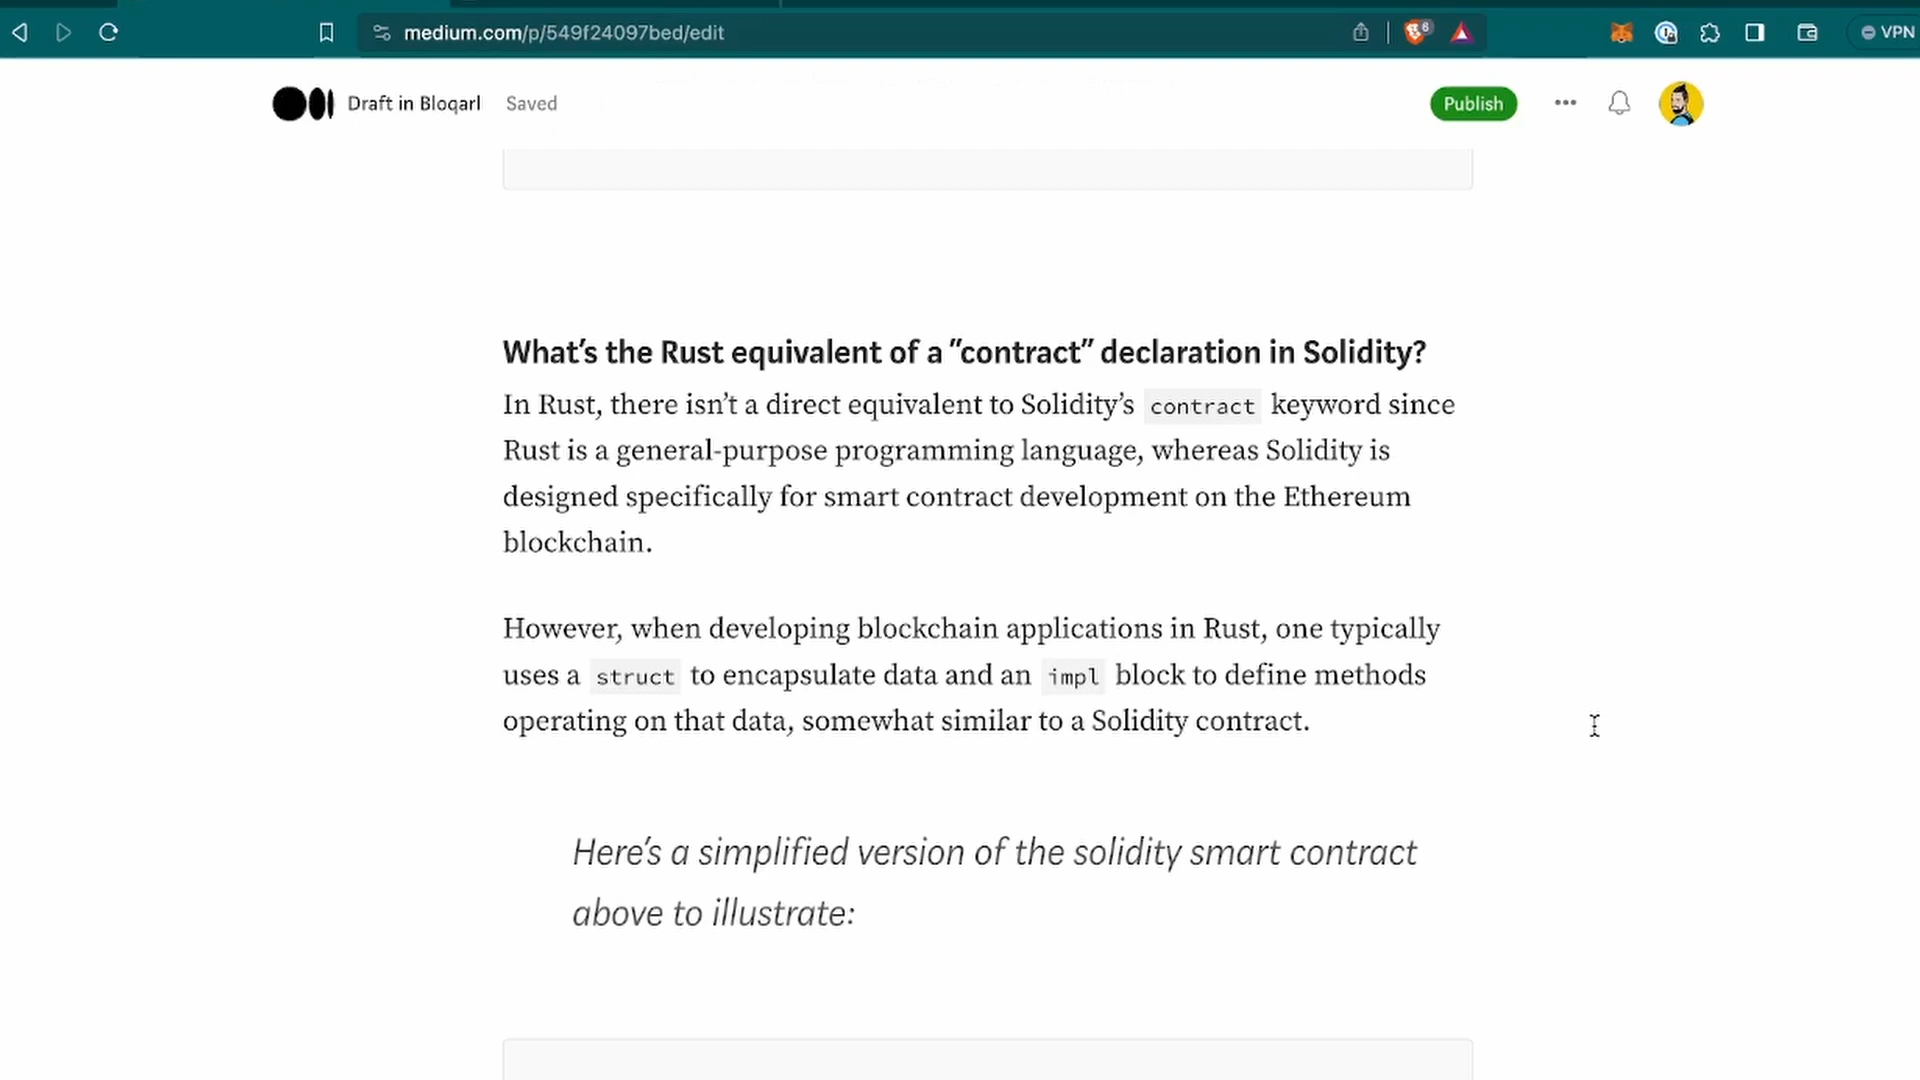 medium.com/p/549f24097bed/edit
6
VPN
Draft in Bloqarl
Saved
Publish
What's the Rust equivalent of a "contract" declaration in Solidity?
In Rust, there isn't a direct equivalent to Solidity's contract keyword since
Rust is a general-purpose programming language, whereas Solidity is
designed specifically for smart contract development on the Ethereum
blockchain.
However, when developing blockchain applications in Rust, one typically
uses a struct to encapsulate data and an impl block to define methods
operating on that data, somewhat similar to a Solidity contract.
Here's a simplified version of the solidity smart contract
above to illustrate: